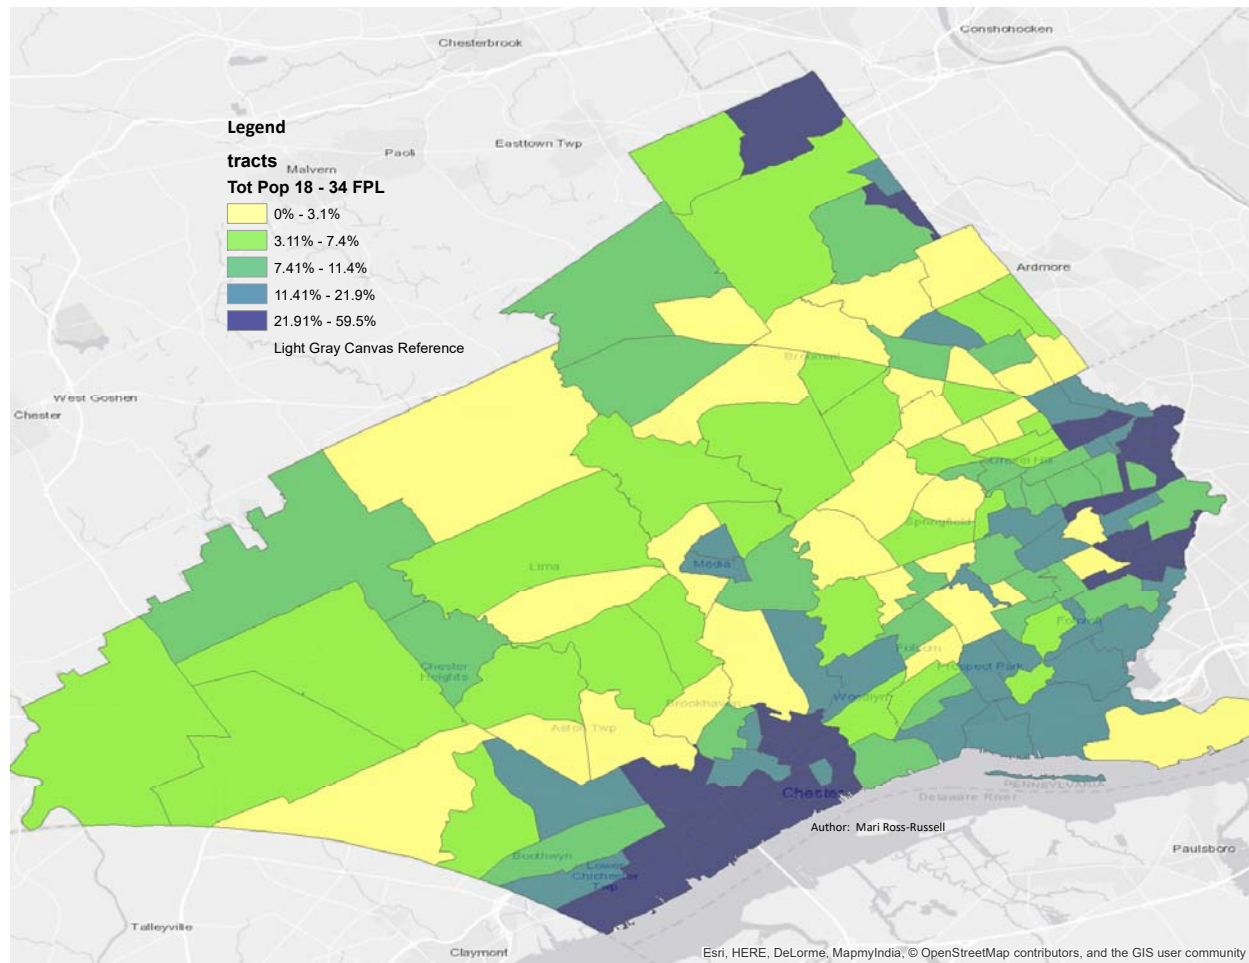 Conshohocken
Chesterbrook
Legend
Easttown Twp
Paoli
tracts
Malvern
Tot Pop 18 - 34 FPL
0% - 3.1%
3.11% - 7.4%
7.41% - 11.4%
11.41% - 21.9%
21.91% - 59.5%
Light Gray Canvas Reference
Ardmore
Broomall
West Goshen
Chester
Drexel Hill
Springfield
Media
Lima
Folcroft
Folsom
Chester
Heights
Prospect Park
Woodlyn
Brookhaven
Aston Twp
PENNSYLVANIA
Chester
Delaware River
Author: Mari Ross-Russell
Paulsboro
Boothwyn
Lower
Chichester
Twp
Talleyville
Claymont
Esri, HERE, DeLorme, MapmyIndia, © OpenStreetMap contributors, and the GIS user community